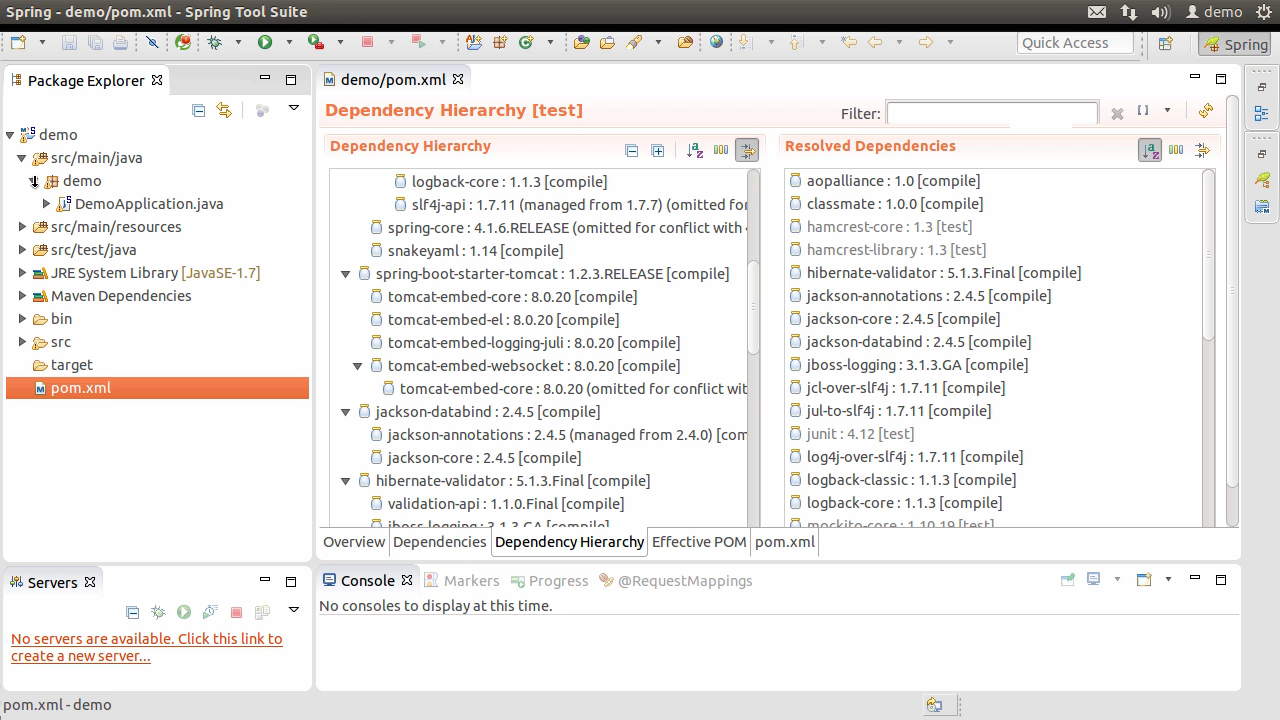 Spring - demo/pom.xml - Spring Tool Suite
demo
Quick Access
Spring
Package Explorer
demo
src/main/java
demo
DemoApplication.java
src/main/resources
src/test/java
JRE System Library [JavaSE-1.7]
Maven Dependencies
bin
src
target
pom.xml
demo/pom.xml
Dependency Hierarchy [test]
Filter:
Dependency Hierarchy
logback-core : 1.1.3 [compile]
slf4j-api : 1.7.11 (managed from 1.7.7) (omitted for
spring-core : 4.1.6.RELEASE (omitted for conflict with
snakeyaml : 1.14 [compile]
spring-boot-starter-tomcat : 1.2.3.RELEASE [compile]
tomcat-embed-core : 8.0.20 [compile]
tomcat-embed-el : 8.0.20 [compile]
tomcat-embed-logging-juli : 8.0.20 [compile]
tomcat-embed-websocket : 8.0.20 [compile]
tomcat-embed-core : 8.0.20 (omitted for conflict wit
jackson-databind : 2.4.5 [compile]
jackson-annotations : 2.4.5 (managed from 2.4.0) [com
jackson-core : 2.4.5 [compile]
hibernate-validator : 5.1.3.Final [compile]
validation-api : 1.1.0.Final [compile]
jboss-logging : 3.1.3.GA [compile]
Resolved Dependencies
aopalliance : 1.0 [compile]
classmate : 1.0.0 [compile]
hamcrest-core : 1.3 [test]
hamcrest-library : 1.3 [test]
hibernate-validator : 5.1.3.Final [compile]
jackson-annotations : 2.4.5 [compile]
jackson-core : 2.4.5 [compile]
jackson-databind : 2.4.5 [compile]
jboss-logging : 3.1.3.GA [compile]
jcl-over-slf4j : 1.7.11 [compile]
jul-to-slf4j : 1.7.11 [compile]
junit : 4.12 [test]
log4j-over-slf4j : 1.7.11 [compile]
logback-classic : 1.1.3 [compile]
logback-core : 1.1.3 [compile]
mockito-core : 1.10.19 [test]
Overview
Dependencies
Dependency Hierarchy
Effective POM
pom.xml
Servers
No servers are available. Click this link to
create a new server...
Console
Markers
Progress
@RequestMappings
No consoles to display at this time.
pom.xml - demo